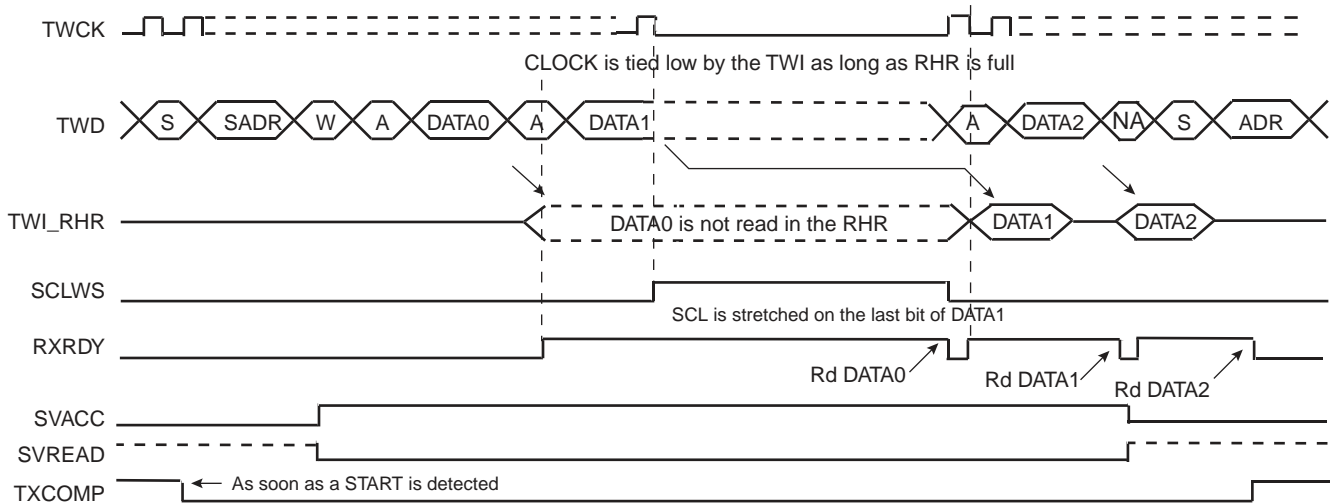 TWCK
CLOCK is tied low by the TWI as long as RHR is full
TWD S SADR W A DATA0 A DATA1 A DATA2 NA S ADR
TWI_RHR DATA0 is not read in the RHR DATA1 DATA2
SCLWS
SCL is stretched on the last bit of DATA1
RXRDY
Rd DATA0 Rd DATA1 Rd DATA2
SVACC
SVREAD
TXCOMP As soon as a START is detected